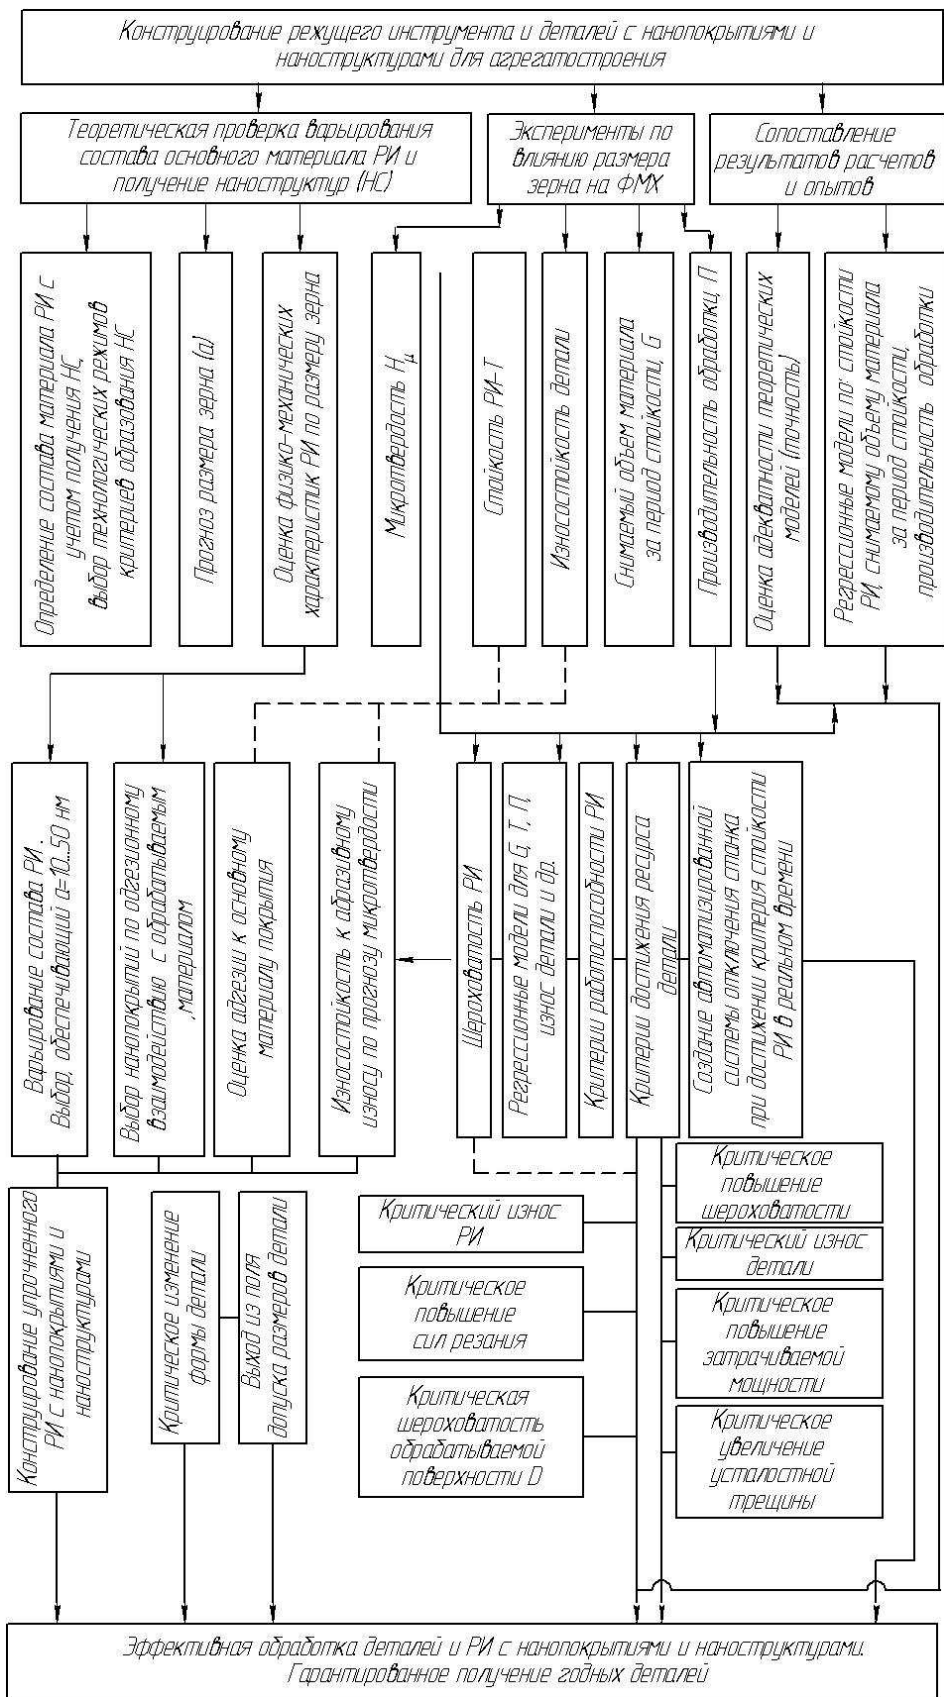 Конструирование режущего инструмента и деталей с нанопокрытиями и
наноструктурами для агрегатостроения
Теоретическая проверка варьирования
состава основного материала РИ и
получение наноструктур (НС)
Эксперименты по
влиянию размера
зерна на ФМХ
Сопоставление
результатов расчетов
и опытов
Определение состава материала РИ с
учетом получения НС,
выбор технологических режимов
критериев образования НС
Прогноз размера зерна (а)
Оценка физико-механических
характеристик РИ по размеру зерна
Микротвердость Hμ
Стойкость РИ-Т
Износостойкость детали
Снимаемый объем материала
за период стойкости, G
Производительность обработки, П
Оценка адекватности теоретических
моделей (точность)
Регрессионные модели по: стойкости
РИ, снимаемому объему материала
за период стойкости,
производительность обработки
Варьирование состава РИ .
Выбор, обеспечивающий а=10...50 нм
Выбор нанопокрытий по адгезионному
взаимодействию с обрабатываемым
,материалом
Оценка адгезии к основному
материалу покрытия
Износостойкость к абразивному
износу по прогнозу микротвердости
Шероховатость РИ
Регрессионные модели для G, Т, П,
износ детали и др.
Критерии работоспособности РИ
Критерии достижения ресурса
детали
Создание автоматизированной
системы отключения станка
при достижении критерия стойкости
РИ в реальном времени
Конструирование упрочненного
РИ с нанопокрытиями и
наноструктурами
Критическое изменение
формы детали
Выход из поля
допуска размеров детали
Критический износ
РИ
Критическое
повышение
сил резания
Критическая
шероховатость
обрабатываемой
поверхности D
Критическое
повышение
шероховатости
Критический износ
детали
Критическое
повышение
затрачиваемой
мощности
Критическое
увеличение
усталостной
трещины
Эффективная обработка деталей и РИ с нанопокрытиями и наноструктурами.
Гарантированное получение годных деталей